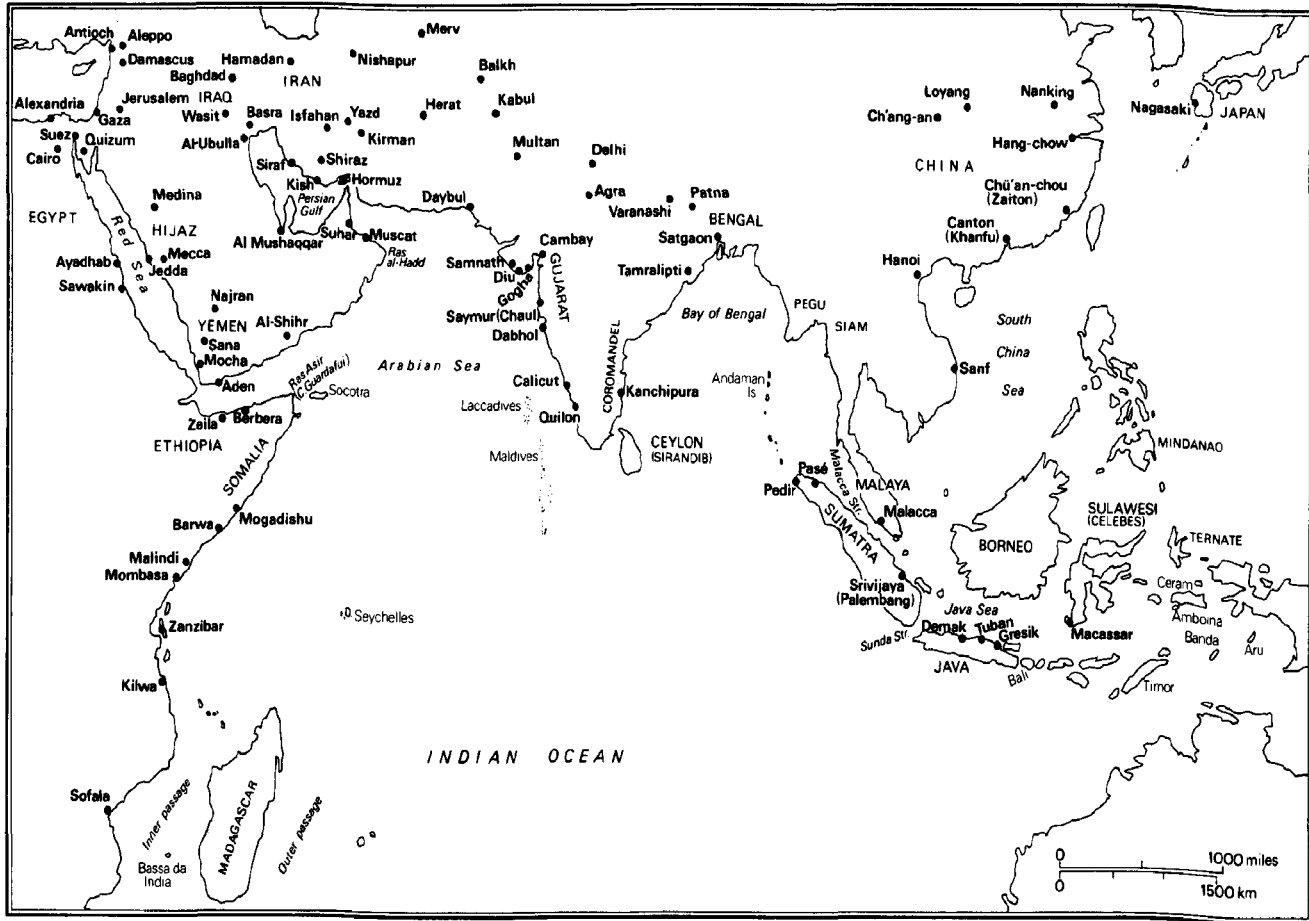 Merv
Antioch
Aleppo
Damascus
Hamadan
Nishapur
Baghdad
IRAN
Balkh
Alexandria
Jerusalem
IRAQ
Gaza
Wasit
Basra
Isfahan
Yazd
Herat
Kabul
Loyang
Nanking
Nagasaki
JAPAN
Ch'ang-an
Suez
Quizum
Cairo
Al-Ubulla
Kirman
Multan
Delhi
Hang-chow
Siraf
Shiraz
CHINA
Kish
Hormuz
Persian
Gulf
Medina
Daybul
Agra
Varanashi
Patna
Chü'an-chou
(Zaiton)
EGYPT
Red Sea
HIJAZ
Al Mushaqqar
Suhar
Muscat
BENGAL
Satgaon
Canton
(Khanfu)
Ayadhab
Mecca
Jedda
Ras
al-Hadd
Cambay
Samnath
Diu
Gogha
GUJARAT
Tamralipti
Hanoi
Sawakin
Najran
YEMEN
Al-Shihr
Saymur(Chaul)
Dabhol
Bay of Bengal
PEGU
SIAM
South
China
Sea
Sana
Mocha
Aden
Ras Asir
(C.Guardafui)
Arabian Sea
COROMANDEL
Sanf
Socotra
Calicut
Kanchipura
Andaman
Is
Laccadives
Zeila
Berbera
Quilon
ETHIOPIA
SOMALIA
Maldives
CEYLON
(SIRANDIB)
MINDANAO
Pasé
Pedir
Malacca Str.
MALAYA
Malacca
SUMATRA
Mogadishu
Barwa
SULAWESI
(CELEBES)
BORNEO
TERNATE
Malindi
Mombasa
Srivijaya
(Palembang)
Ceram
Seychelles
Java Sea
Amboina
Banda
Aru
Zanzibar
Sunda Str.
Demak
Tuban
Gresik
Macassar
JAVA
Bali
Timor
Kilwa
INDIAN OCEAN
Sofala
Inner passage
MADAGASCAR
Outer passage
Bassa da
India
0
1000 miles
0
1500 km